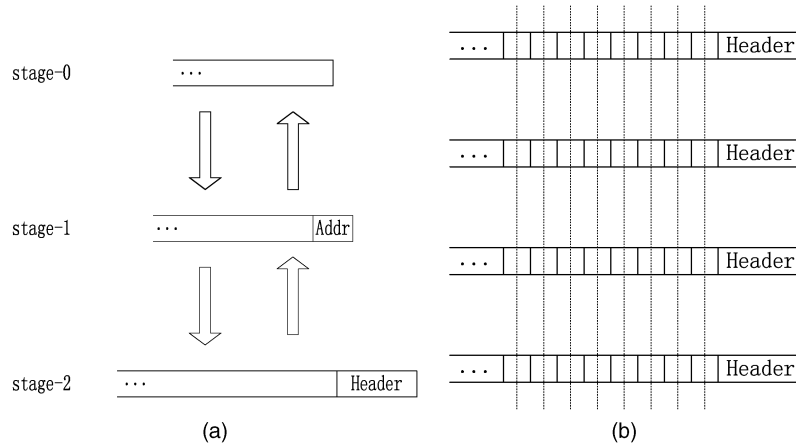 stage-0
...
stage-1
...
Addr
stage-2
...
Header
(a)
... Header
... Header
... Header
... Header
(b)